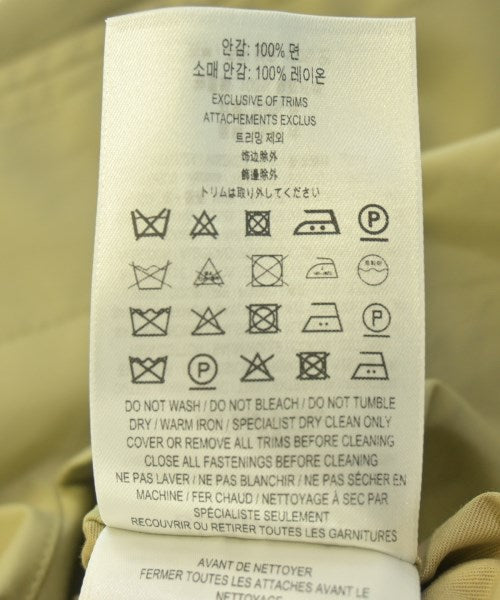 안감: 100% 면
소매 안감: 100% 레이온
EXCLUSIVE OF TRIMS
ATTACHEMENTS EXCLUS
트리밍 제외
饰边除外
飾邊除外
トリムは取り外してください
P
P
P
DO NOT WASH / DO NOT BLEACH / DO NOT TUMBLE
DRY / WARM IRON / SPECIALIST DRY CLEAN ONLY
COVER OR REMOVE ALL TRIMS BEFORE CLEANING
CLOSE ALL FASTENINGS BEFORE CLEANING
NE PAS LAVER / NE PAS BLANCHIR / NE PAS SÉCHER EN
MACHINE / FER CHAUD / NETTOYAGE À SEC PAR
SPÉCIALISTE SEULEMENT
RECOUVRIR OU RETIRER TOUTES LES GARNITURES
AVANT DE NETTOYER
FERMER TOUTES LES ATTACHES AVANT LE
NETTOYAGE